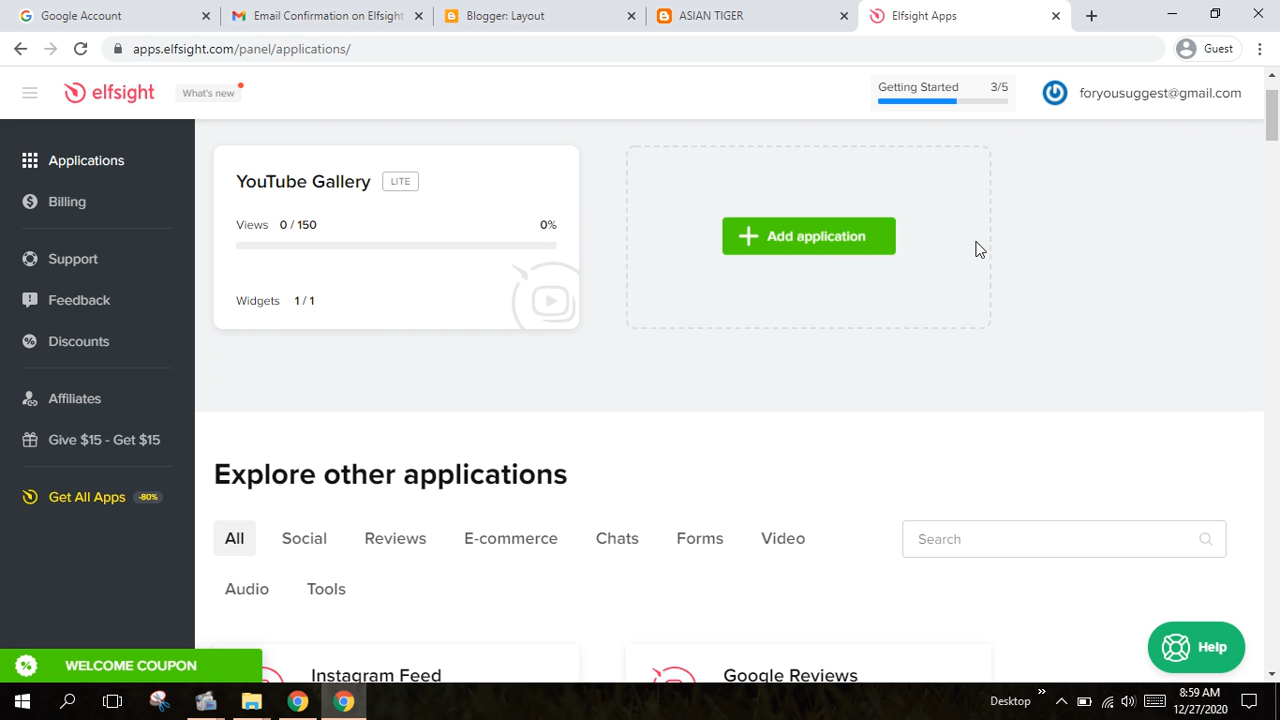 Google Account
Email Confirmation on Elfsight
Blogger: Layout
ASIAN TIGER
Elfsight Apps
apps.elfsight.com/panel/applications/
Guest
elfsight
What's new
Getting Started 3/5
foryousuggest@gmail.com
Applications
Billing
Support
Feedback
Discounts
Affiliates
Give $15 - Get $15
Get All Apps -80%
YouTube Gallery LITE
Views 0 / 150 0%
Widgets 1 / 1
Add application
Explore other applications
All Social Reviews E-commerce Chats Forms Video
Audio Tools
Search
Instagram Feed
Google Reviews
WELCOME COUPON
Help
Desktop
8:59 AM
12/27/2020